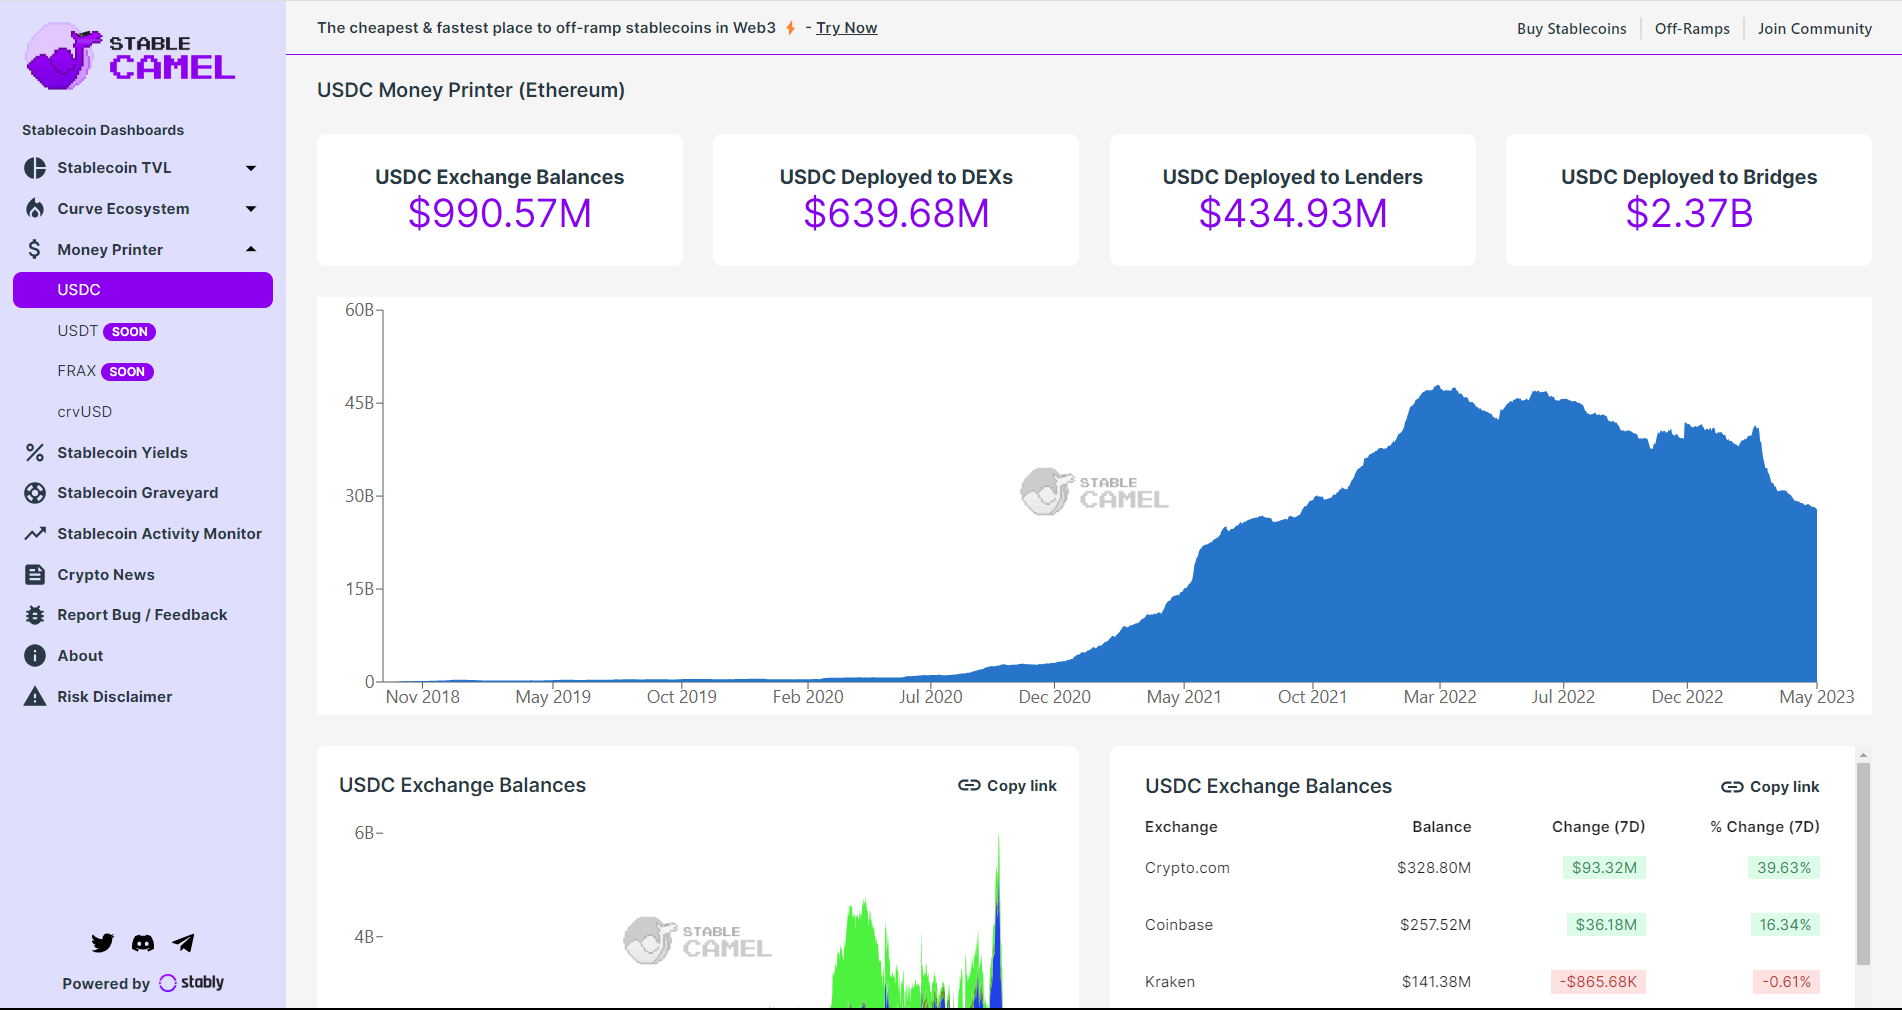 STABLE
CAMEL
Stablecoin Dashboards
Stablecoin TVL
Curve Ecosystem
Money Printer
USDC
USDT SOON
FRAX SOON
crvUSD
Stablecoin Yields
Stablecoin Graveyard
Stablecoin Activity Monitor
Crypto News
Report Bug / Feedback
About
Risk Disclaimer
Powered by stably
The cheapest & fastest place to off-ramp stablecoins in Web3 ⚡ - Try Now
Buy Stablecoins Off-Ramps Join Community
USDC Money Printer (Ethereum)
USDC Exchange Balances
$990.57M
USDC Deployed to DEXs
$639.68M
USDC Deployed to Lenders
$434.93M
USDC Deployed to Bridges
$2.37B
60B
45B
30B
15B
0
STABLE
CAMEL
Nov 2018 May 2019 Oct 2019 Feb 2020 Jul 2020 Dec 2020 May 2021 Oct 2021 Mar 2022 Jul 2022 Dec 2022 May 2023
USDC Exchange Balances Copy link
6B
4B
STABLE
CAMEL
USDC Exchange Balances Copy link
Exchange Balance Change (7D) % Change (7D)
Crypto.com $328.80M $93.32M 39.63%
Coinbase $257.52M $36.18M 16.34%
Kraken $141.38M -$865.68K -0.61%